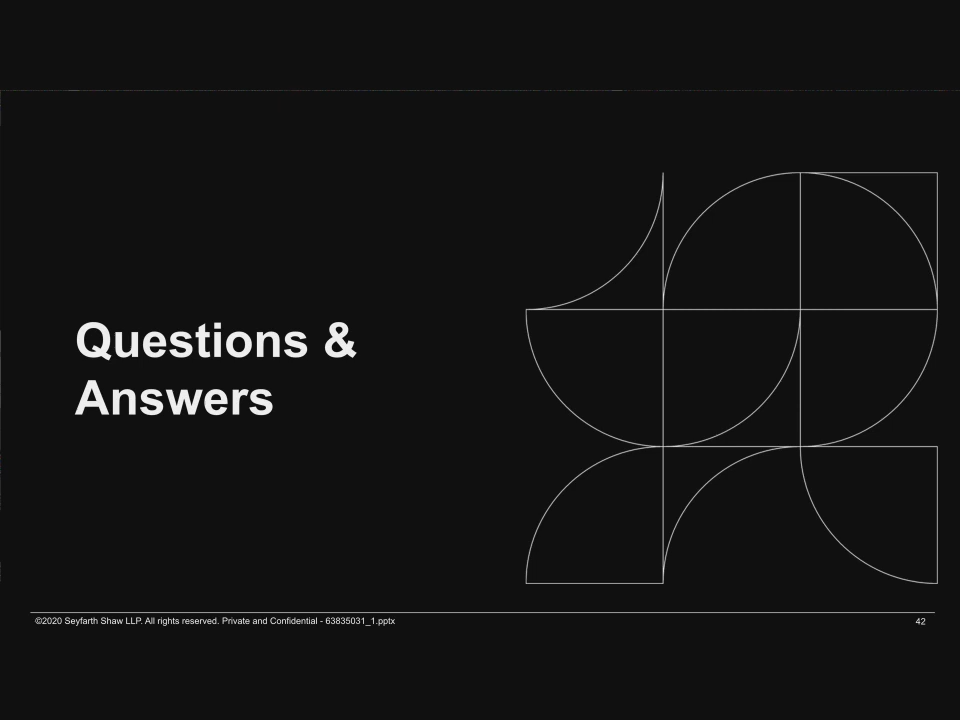 Questions &
Answers
©2020 Seyfarth Shaw LLP. All rights reserved. Private and Confidential - 63835031_1.pptx
42